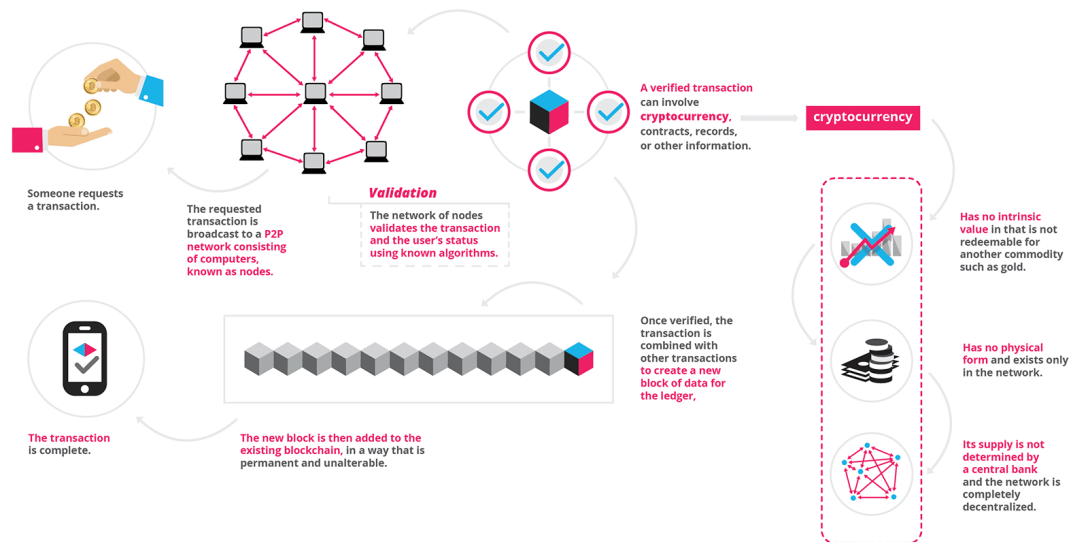 Someone requests
a transaction.
The requested
transaction is
broadcast to a P2P
network consisting
of computers,
known as nodes.
Validation
The network of nodes
validates the transaction
and the user's status
using known algorithms.
A verified transaction
can involve
cryptocurrency,
contracts, records,
or other information.
cryptocurrency
Has no intrinsic
value in that is not
redeemable for
another commodity
such as gold.
Has no physical
form and exists only
in the network.
Its supply is not
determined by
a central bank
and the network is
completely
decentralized.
Once verified, the
transaction is
combined with
other transactions
to create a new
block of data for
the ledger,
The new block is then added to the
existing blockchain, in a way that is
permanent and unalterable.
The transaction
is complete.